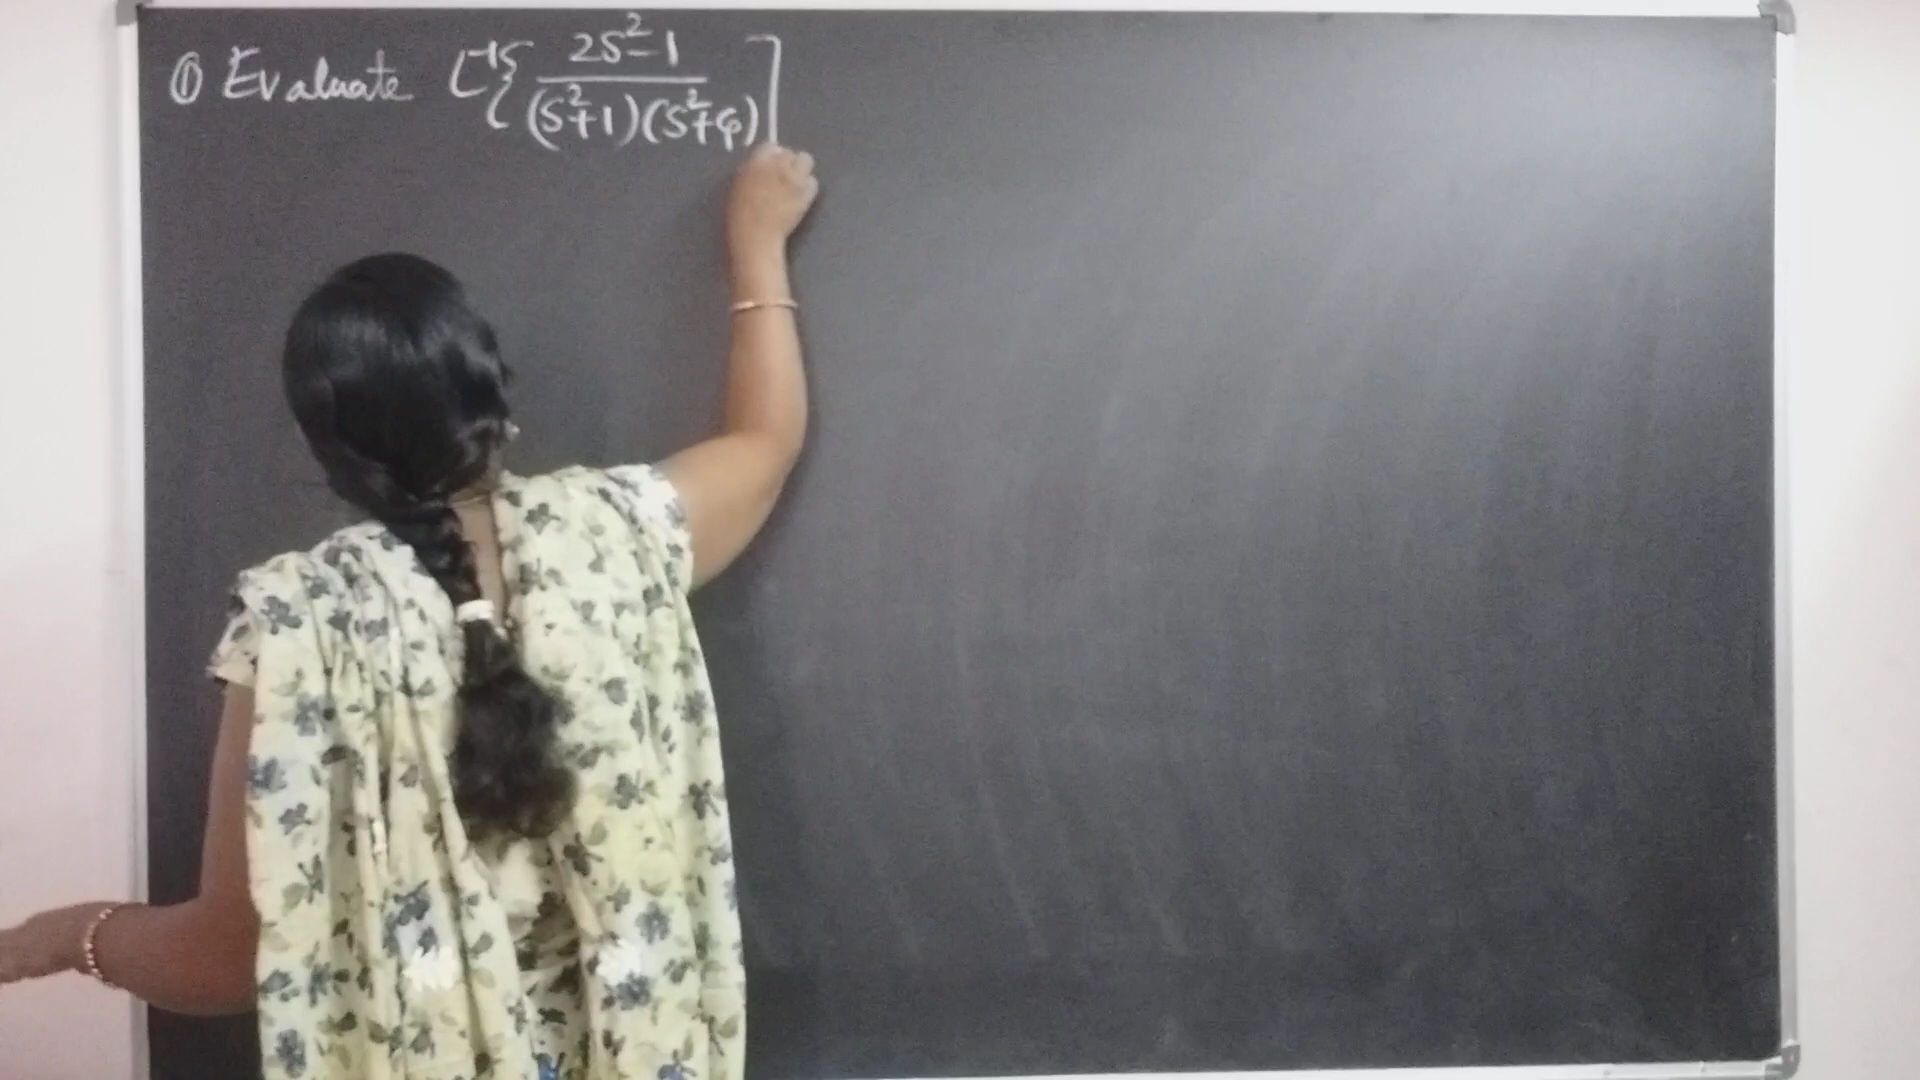 ① Evaluate L⁻¹{ 2S²-1 / (S²+1)(S²+4) ]